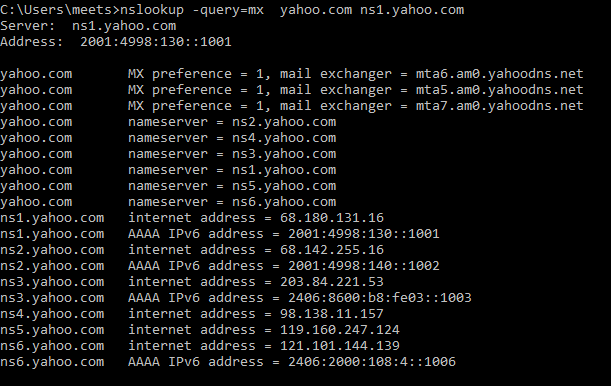 C:\Users\meets>nslookup -query=mx  yahoo.com ns1.yahoo.com
Server:  ns1.yahoo.com
Address:  2001:4998:130::1001

yahoo.com       MX preference = 1, mail exchanger = mta6.am0.yahoodns.net
yahoo.com       MX preference = 1, mail exchanger = mta5.am0.yahoodns.net
yahoo.com       MX preference = 1, mail exchanger = mta7.am0.yahoodns.net
yahoo.com       nameserver = ns2.yahoo.com
yahoo.com       nameserver = ns4.yahoo.com
yahoo.com       nameserver = ns3.yahoo.com
yahoo.com       nameserver = ns1.yahoo.com
yahoo.com       nameserver = ns5.yahoo.com
yahoo.com       nameserver = ns6.yahoo.com
ns1.yahoo.com   internet address = 68.180.131.16
ns1.yahoo.com   AAAA IPv6 address = 2001:4998:130::1001
ns2.yahoo.com   internet address = 68.142.255.16
ns2.yahoo.com   AAAA IPv6 address = 2001:4998:140::1002
ns3.yahoo.com   internet address = 203.84.221.53
ns3.yahoo.com   AAAA IPv6 address = 2406:8600:b8:fe03::1003
ns4.yahoo.com   internet address = 98.138.11.157
ns5.yahoo.com   internet address = 119.160.247.124
ns6.yahoo.com   internet address = 121.101.144.139
ns6.yahoo.com   AAAA IPv6 address = 2406:2000:108:4::1006